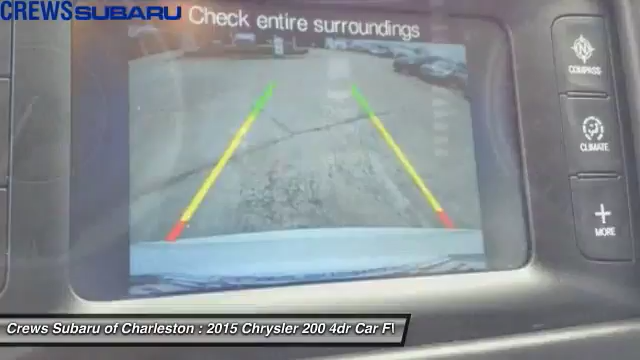 CREWS SUBARU
Check entire surroundings
COMPASS
CLIMATE
MORE
Crews Subaru of Charleston : 2015 Chrysler 200 4dr Car F\